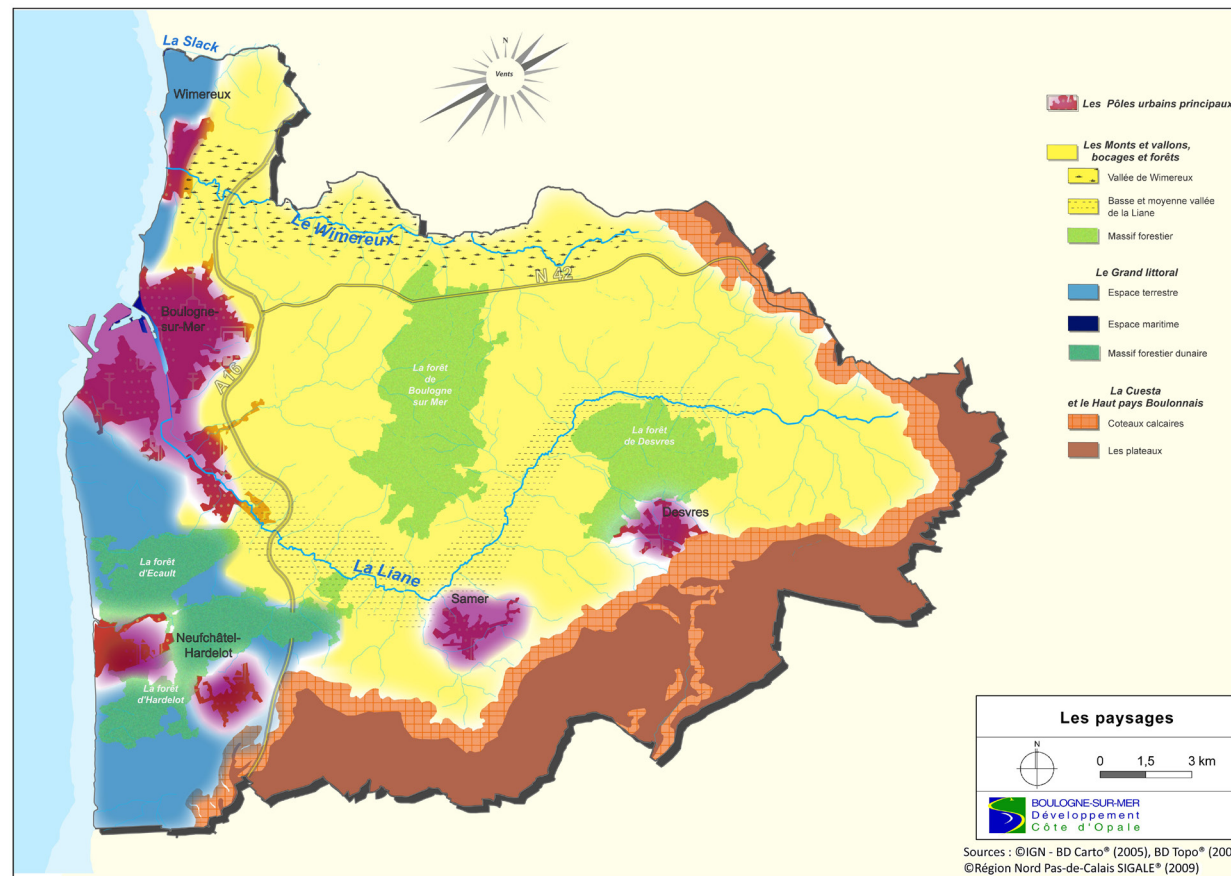 La Slack
Wimereux
N
Vents
Le Wimereux
N 42
Boulogne-
sur-Mer
A16
La forêt
de
Boulogne
sur Mer
La forêt
de Desvres
Desvres
La Liane
Samer
La forêt
d'Ecault
Neufchâtel-
Hardelot
La forêt
d'Hardelot
Les Pôles urbains principaux
Les Monts et vallons,
bocages et forêts
Vallée de Wimereux
Basse et moyenne vallée
de la Liane
Massif forestier
Le Grand littoral
Espace terrestre
Espace maritime
Massif forestier dunaire
La Cuesta
et le Haut pays Boulonnais
Coteaux calcaires
Les plateaux
Les paysages
N
0 1,5 3 km
BOULOGNE-SUR-MER
Développement
Côte d'Opale
Sources : ©IGN - BD Carto® (2005), BD Topo® (200
©Région Nord Pas-de-Calais SIGALE® (2009)